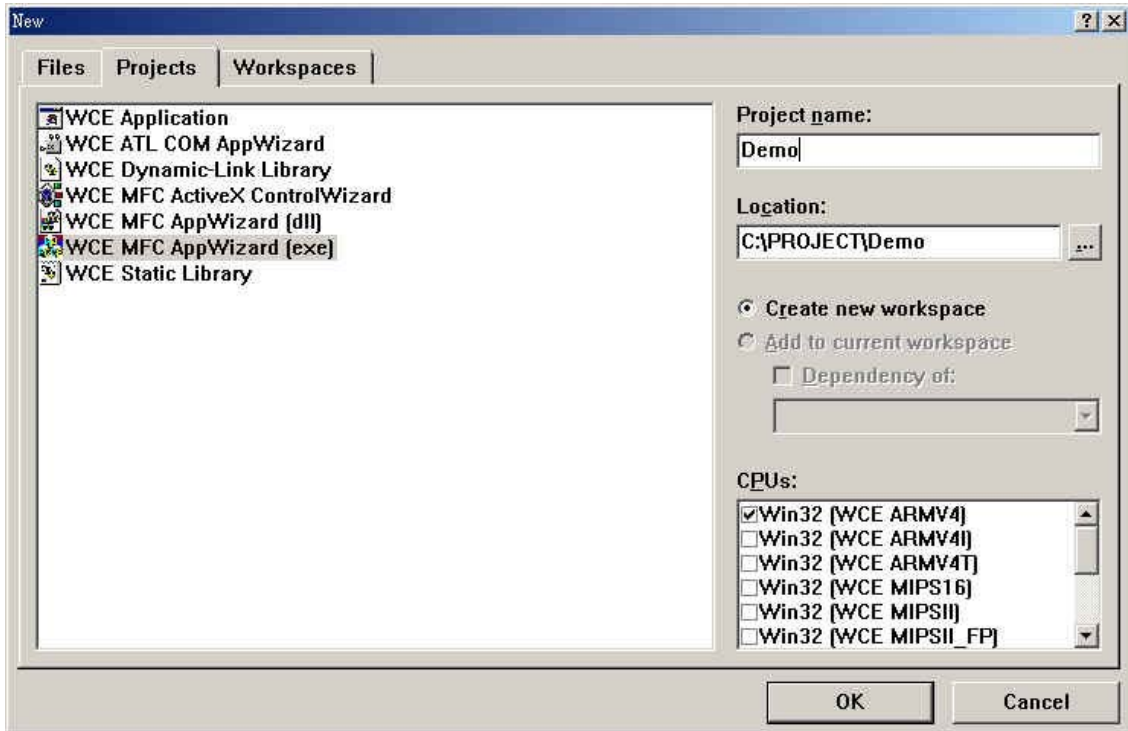 New
Files
Projects
Workspaces
WCE Application
WCE ATL COM AppWizard
WCE Dynamic-Link Library
WCE MFC ActiveX ControlWizard
WCE MFC AppWizard (dll)
WCE MFC AppWizard (exe)
WCE Static Library
Project name:
Demo
Location:
C:\PROJECT\Demo
...
Create new workspace
Add to current workspace
Dependency of:
CPUs:
Win32 (WCE ARMV4)
Win32 (WCE ARMV4I)
Win32 (WCE ARMV4T)
Win32 (WCE MIPS16)
Win32 (WCE MIPSII)
Win32 (WCE MIPSII_FP)
OK
Cancel